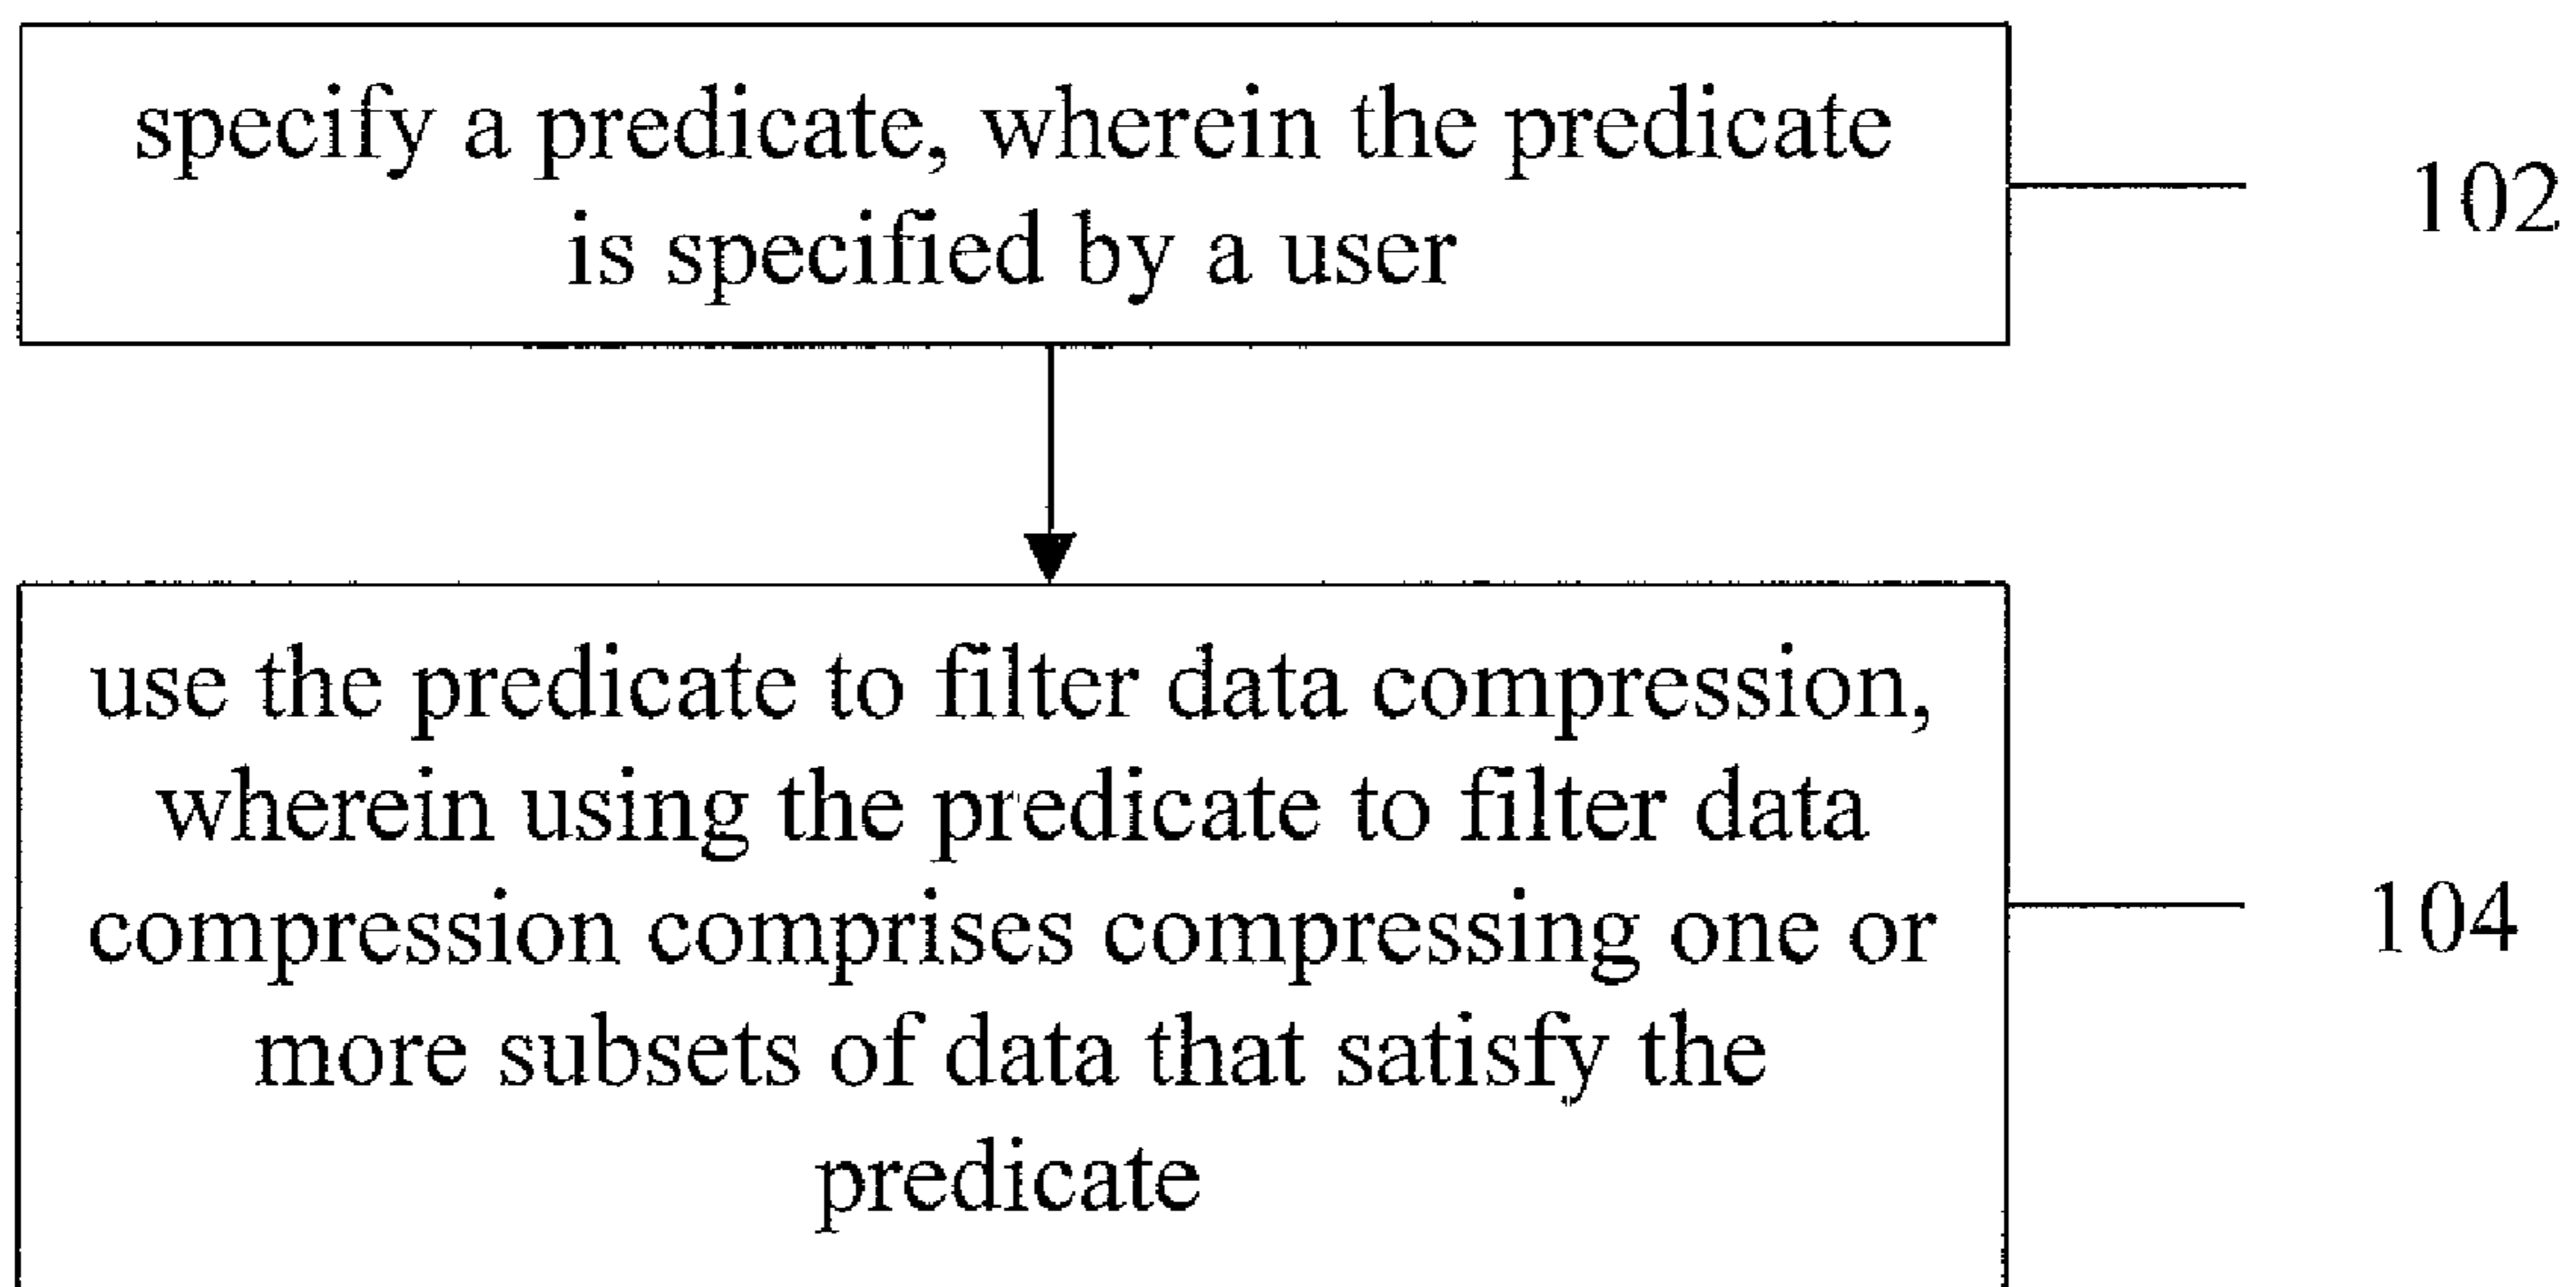 specify a predicate, wherein the predicate
is specified by a user
102
use the predicate to filter data compression,
wherein using the predicate to filter data
compression comprises compressing one or
more subsets of data that satisfy the
predicate
104